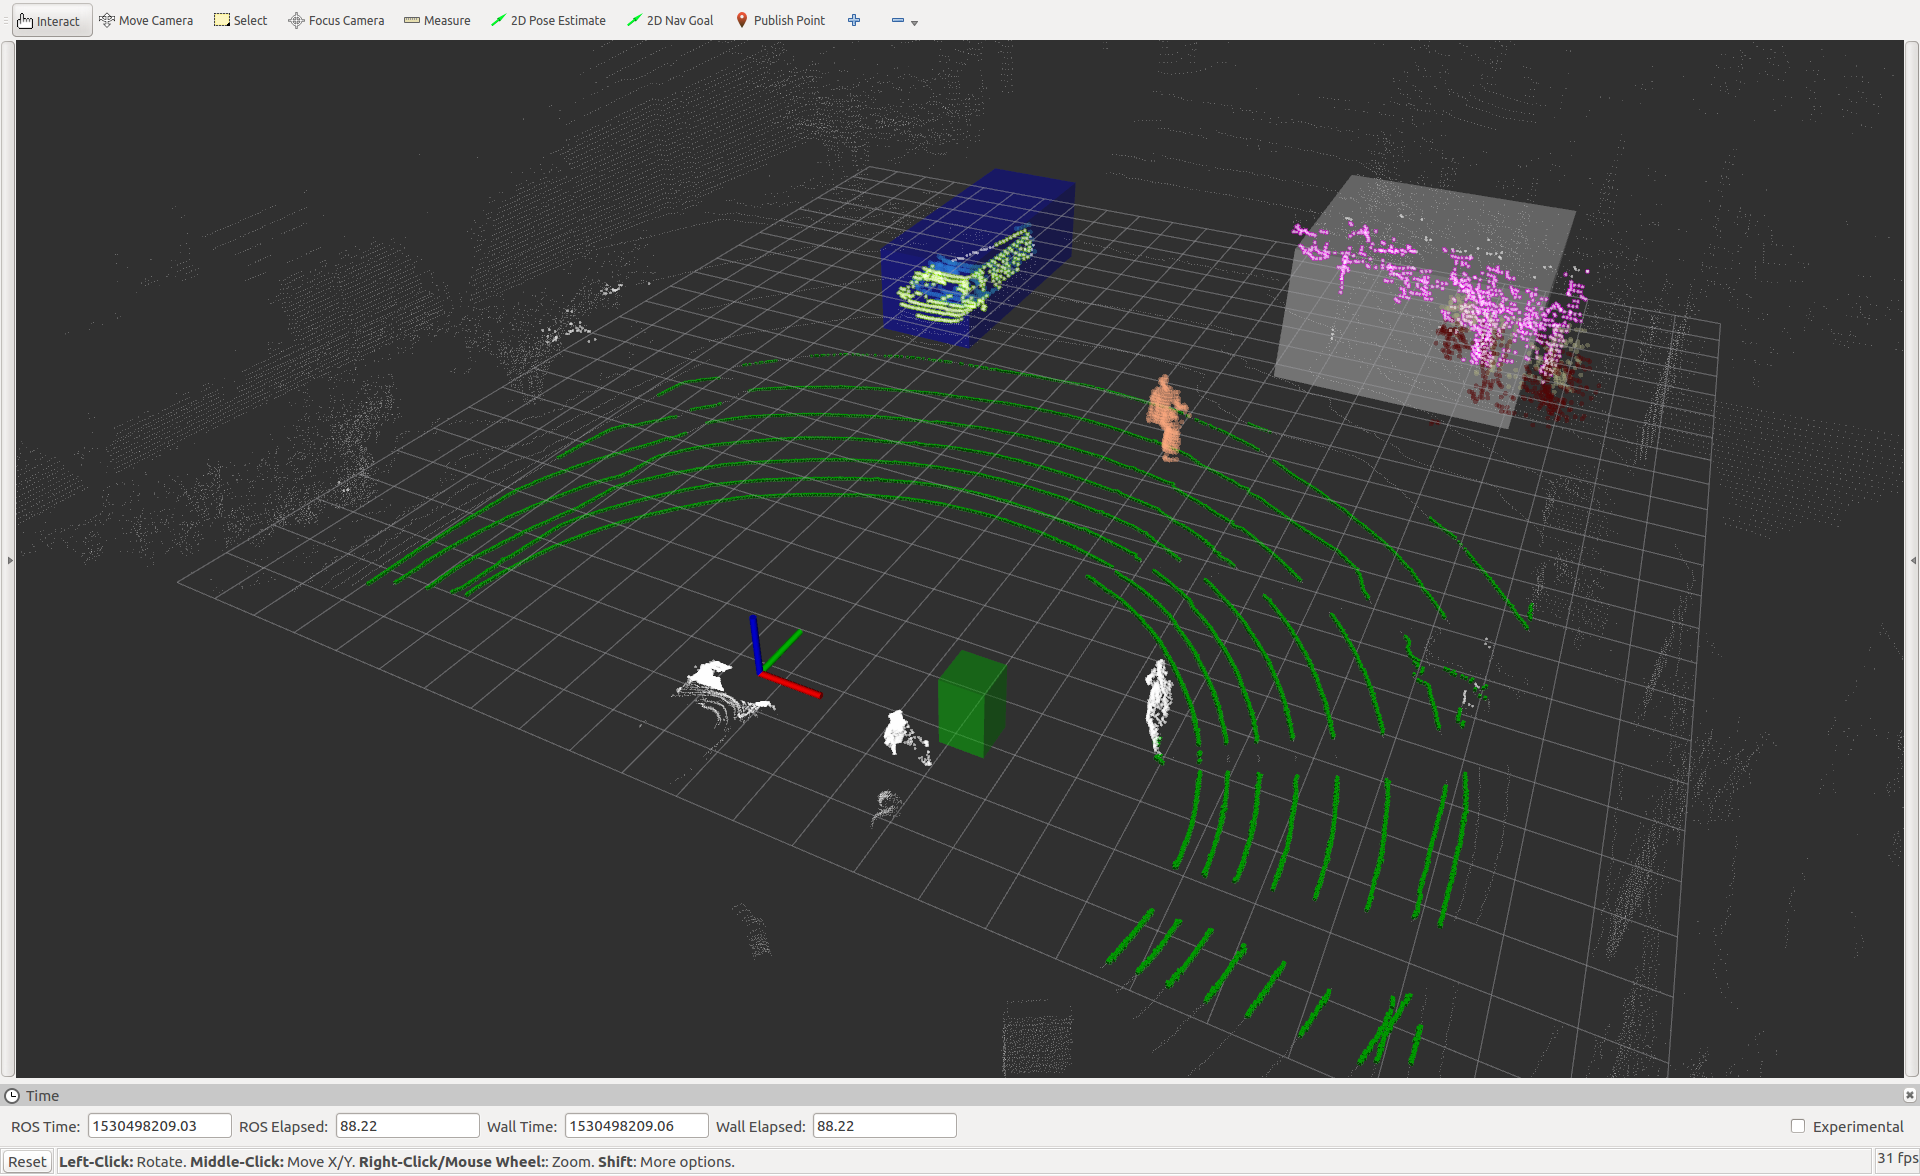 Interact Move Camera Select Focus Camera Measure 2D Pose Estimate 2D Nav Goal Publish Point
Time
ROS Time: 1530498209.03 ROS Elapsed: 88.22 Wall Time: 1530498209.06 Wall Elapsed: 88.22 Experimental
Reset Left-Click: Rotate. Middle-Click: Move X/Y. Right-Click/Mouse Wheel:: Zoom. Shift: More options. 31 fps